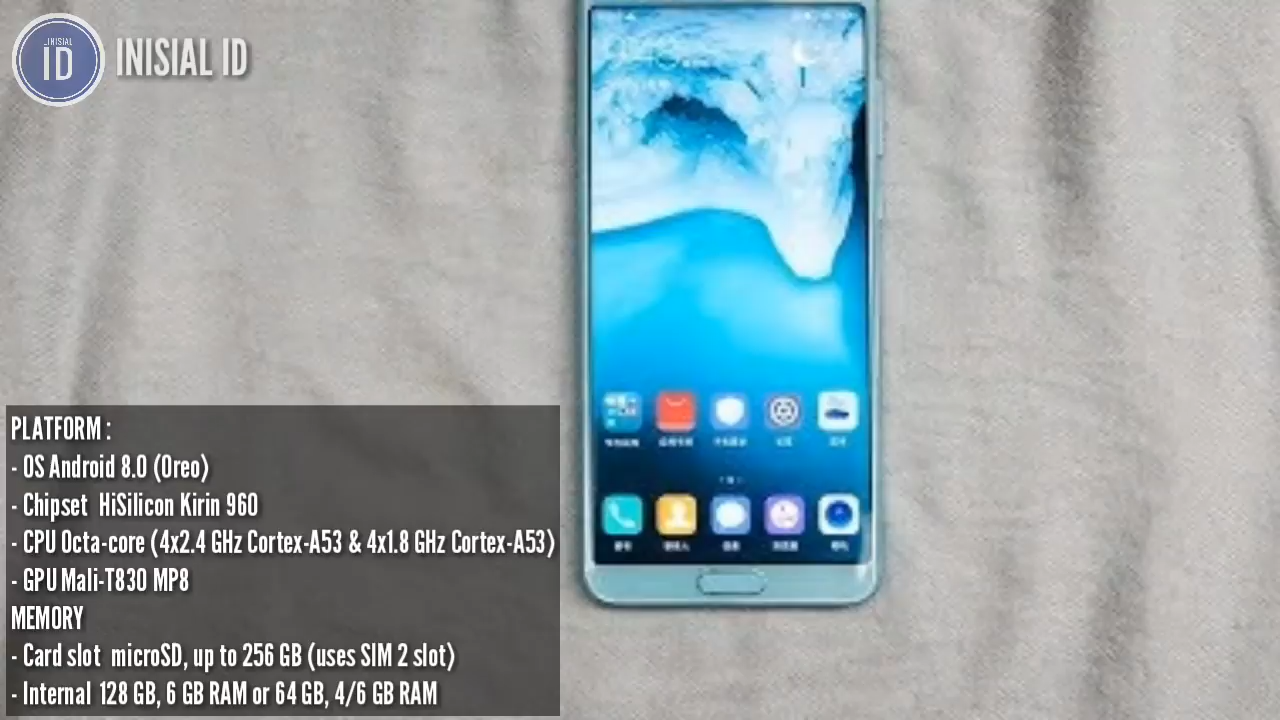 INISIAL
ID
INISIAL ID
PLATFORM :
- OS Android 8.0 (Oreo)
- Chipset HiSilicon Kirin 960
- CPU Octa-core (4x2.4 GHz Cortex-A53 & 4x1.8 GHz Cortex-A53)
- GPU Mali-T830 MP8
MEMORY
- Card slot microSD, up to 256 GB (uses SIM 2 slot)
- Internal 128 GB, 6 GB RAM or 64 GB, 4/6 GB RAM